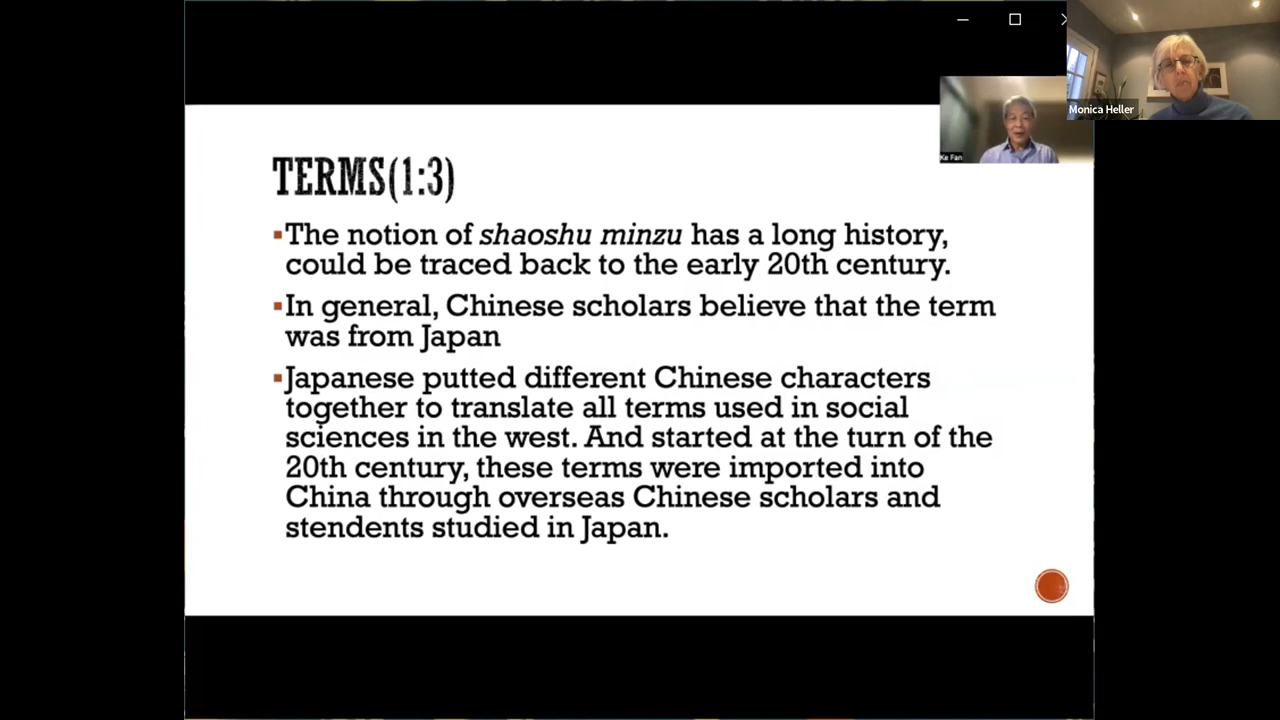 Monica Heller
Ke Fan
TERMS(1:3)
▪The notion of shaoshu minzu has a long history,
could be traced back to the early 20th century.
▪In general, Chinese scholars believe that the term
was from Japan
▪Japanese putted different Chinese characters
together to translate all terms used in social
sciences in the west. And started at the turn of the
20th century, these terms were imported into
China through overseas Chinese scholars and
stendents studied in Japan.